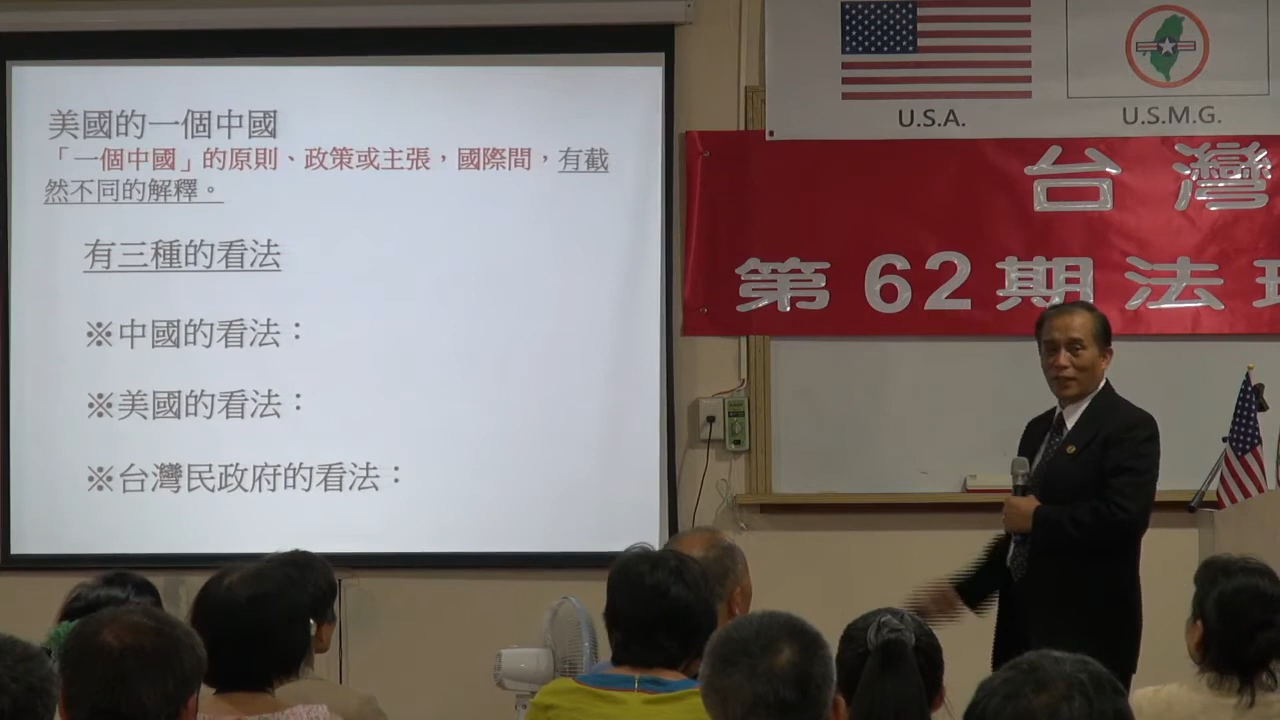 美國的一個中國
「一個中國」的原則、政策或主張，國際間，有截
然不同的解釋。
有三種的看法
※中國的看法：
※美國的看法：
※台灣民政府的看法：
U.S.A.
U.S.M.G.
台灣
第62期法